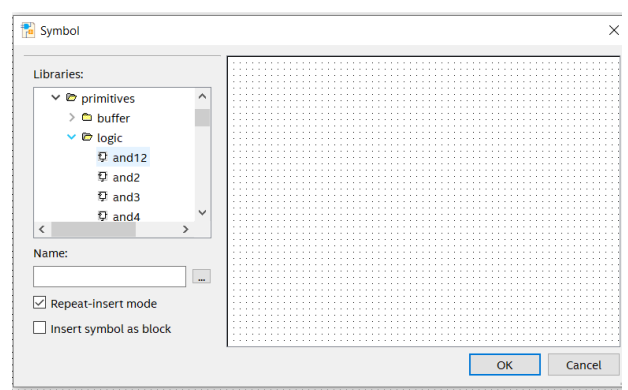 Symbol
Libraries:
primitives
buffer
logic
and12
and2
and3
and4
Name:
...
Repeat-insert mode
Insert symbol as block
OK
Cancel